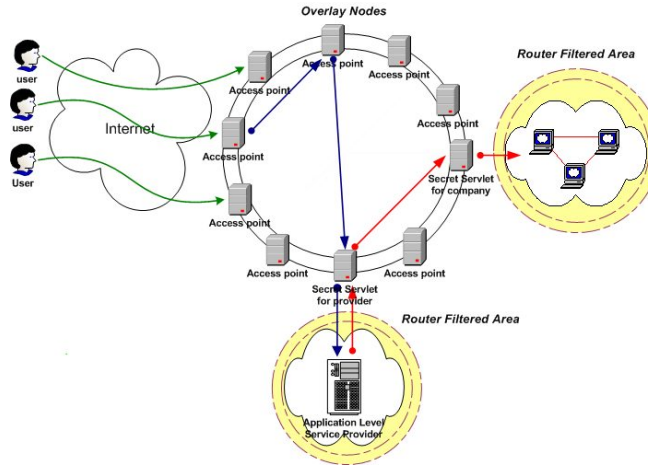 Overlay Nodes
Router Filtered Area
user
Access point
Access point
Access point
user
Internet
Access point
Access point
User
Secret Servlet
for company
Access point
Access point
Access point
Secret Servlet
for provider
Router Filtered Area
Application Level
Service Provider